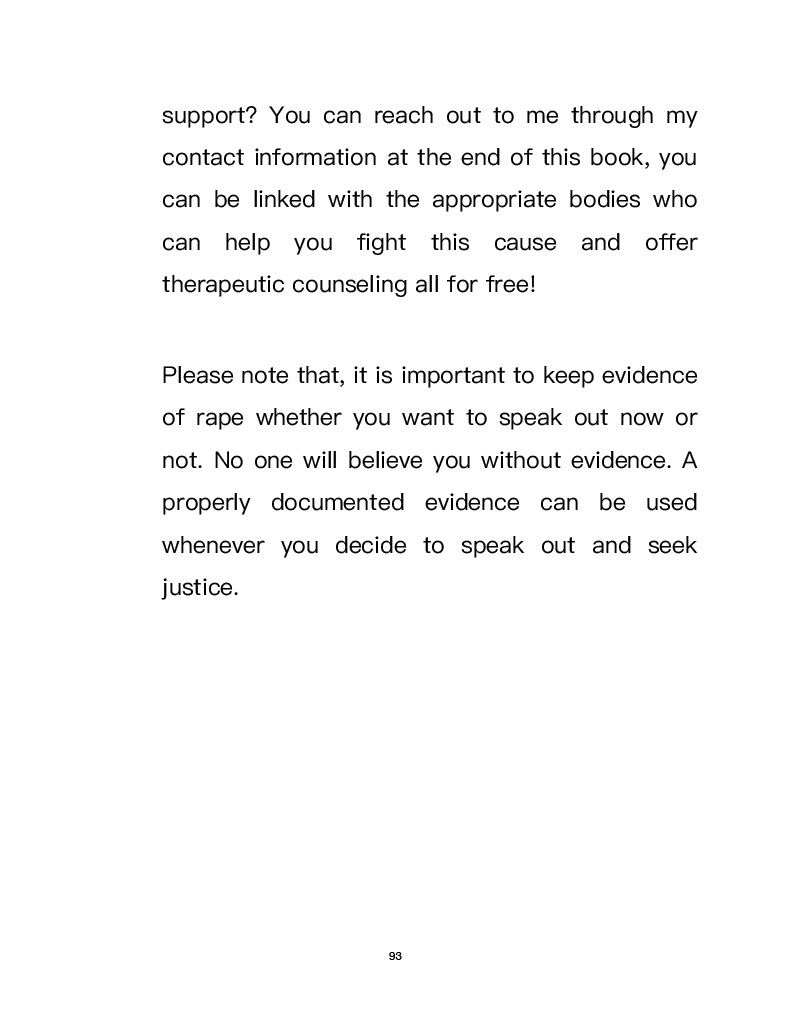 support? You can reach out to me through my
contact information at the end of this book, you
can be linked with the appropriate bodies who
can help you fight this cause and offer
therapeutic counseling all for free!
Please note that, it is important to keep evidence
of rape whether you want to speak out now or
not. No one will believe you without evidence. A
properly documented evidence can be used
whenever you decide to speak out and seek
justice.
93